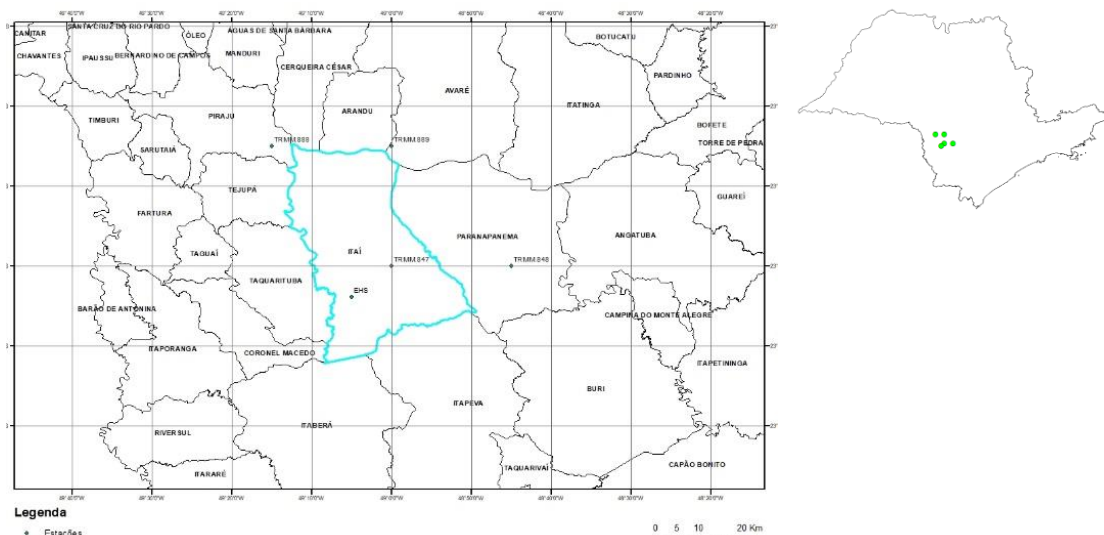 SANTA CRUZ DO RIO PARDO
ÁGUAS DE SANTA BÁRBARA
CANITAR
ÓLEO
BOTUCATU
CHAVANTES
IPAUSSU
BERNARDINO DE CAMPOS
MANDURI
CERQUEIRA CÉSAR
PARDINHO
AVARÉ
ITATINGA
ARANDU
TIMBURI
PIRAJU
BOFETE
SARUTAIÁ
TRMM 888
TRMM 889
TORRE DE PEDRA
TEJUPÁ
GUAREÍ
FARTURA
PARANAPANEMA
ANGATUBA
TAGUAÍ
ITAÍ
TRMM 847
TRMM 848
TAQUARITUBA
EHS
BARÃO DE ANTONINA
CAMPINA DO MONTE ALEGRE
ITAPORANGA
CORONEL MACEDO
ITAPETININGA
BURI
ITAPEVA
ITABERÁ
RIVERSUL
TAQUARIVAÍ
CAPÃO BONITO
ITARARÉ
Legenda
Estações
0 5 10 20 Km